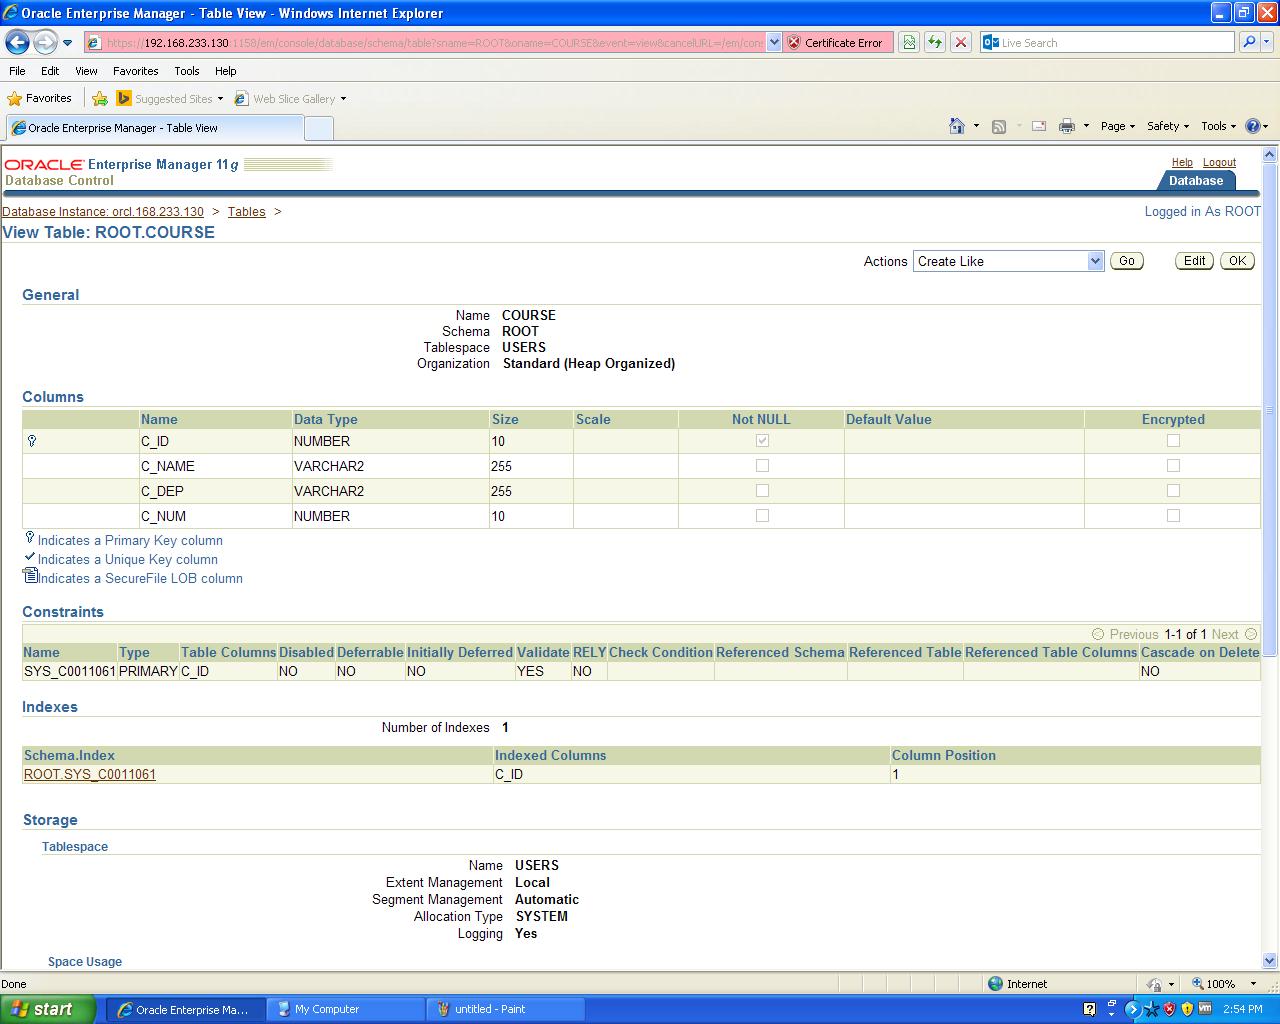 Oracle Enterprise Manager - Table View - Windows Internet Explorer
https://192.168.233.130:1158/em/console/database/schema/table?sname=ROOT&oname=COURSE&event=view&cancelURL=/em/con Certificate Error Live Search
File Edit View Favorites Tools Help
Favorites Suggested Sites Web Slice Gallery
Oracle Enterprise Manager - Table View Page Safety Tools
ORACLE Enterprise Manager 11g Help Logout
Database Control Database
Database Instance: orcl.168.233.130 > Tables > Logged in As ROOT
View Table: ROOT.COURSE
Actions Create Like Go Edit OK
General
Name COURSE
Schema ROOT
Tablespace USERS
Organization Standard (Heap Organized)
Columns
Name Data Type Size Scale Not NULL Default Value Encrypted
C_ID NUMBER 10
C_NAME VARCHAR2 255
C_DEP VARCHAR2 255
C_NUM NUMBER 10
Indicates a Primary Key column
Indicates a Unique Key column
Indicates a SecureFile LOB column
Constraints
Previous 1-1 of 1 Next
Name Type Table Columns Disabled Deferrable Initially Deferred Validate RELY Check Condition Referenced Schema Referenced Table Referenced Table Columns Cascade on Delete
SYS_C0011061 PRIMARY C_ID NO NO NO YES NO NO
Indexes
Number of Indexes 1
Schema.Index Indexed Columns Column Position
ROOT.SYS_C0011061 C_ID 1
Storage
Tablespace
Name USERS
Extent Management Local
Segment Management Automatic
Allocation Type SYSTEM
Logging Yes
Space Usage
Done Internet 100%
start Oracle Enterprise Ma... My Computer untitled - Paint 2:54 PM